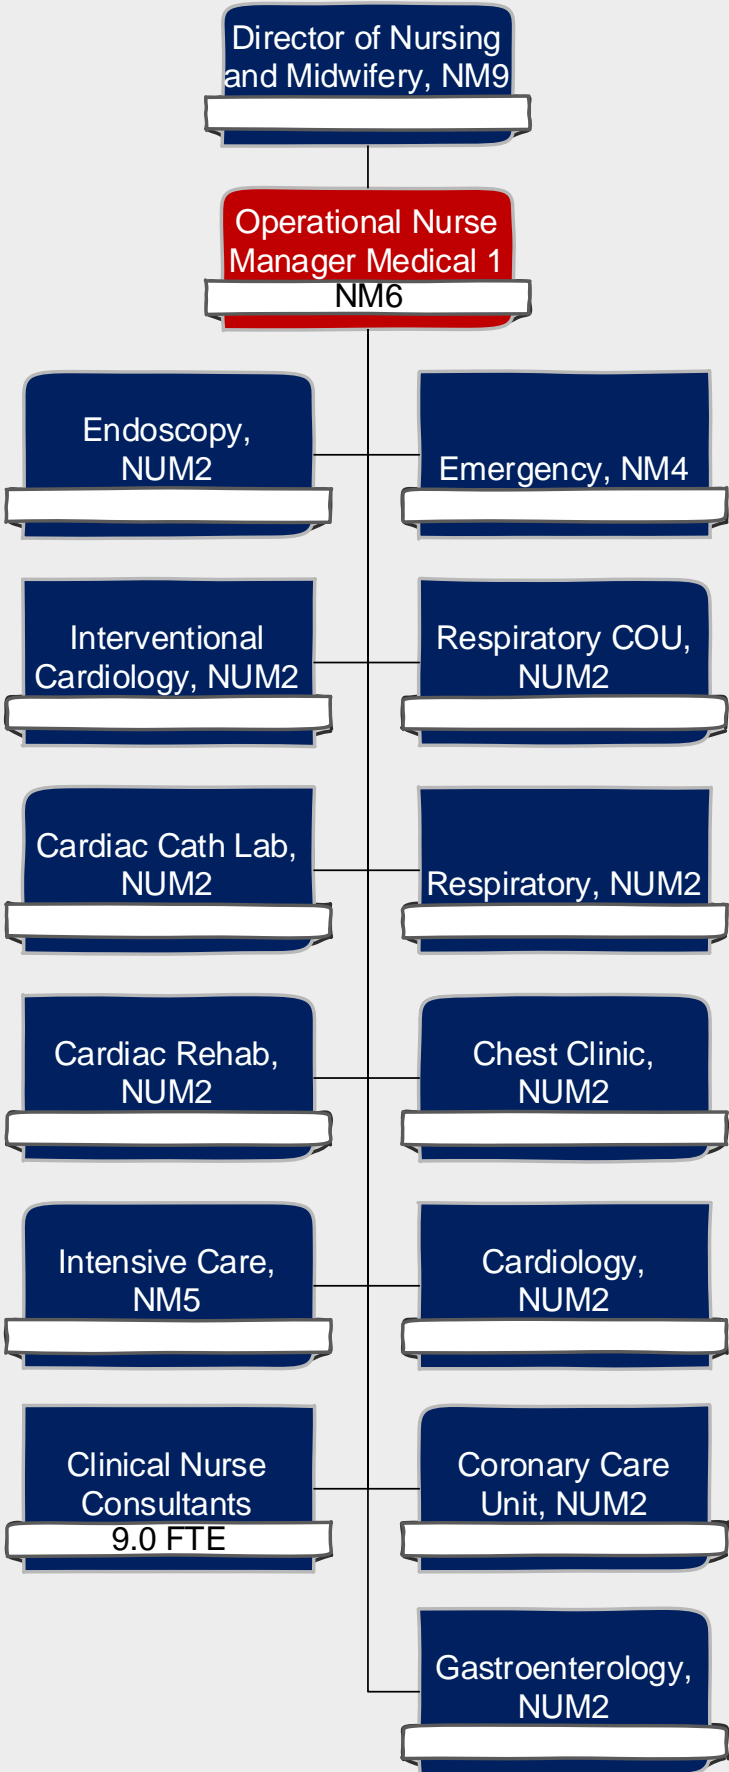 Director of Nursing
and Midwifery, NM9
Operational Nurse
Manager Medical 1
NM6
Endoscopy,
NUM2
Emergency, NM4
Interventional
Cardiology, NUM2
Respiratory COU,
NUM2
Cardiac Cath Lab,
NUM2
Respiratory, NUM2
Cardiac Rehab,
NUM2
Chest Clinic,
NUM2
Intensive Care,
NM5
Cardiology,
NUM2
Clinical Nurse
Consultants
9.0 FTE
Coronary Care
Unit, NUM2
Gastroenterology,
NUM2